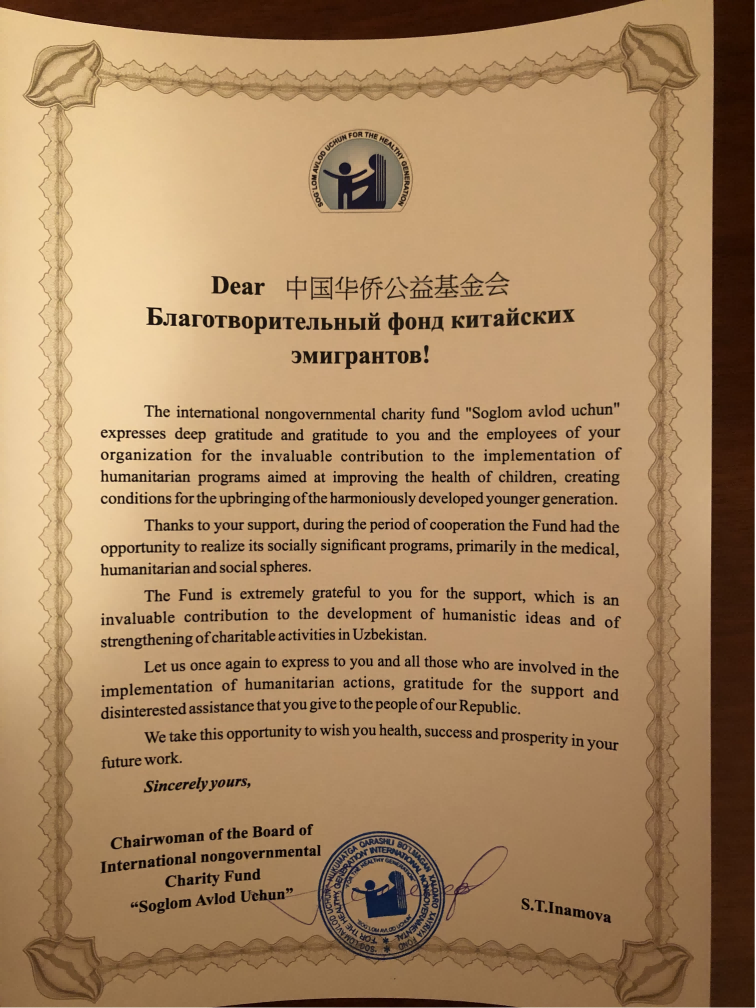 SOG'LOM AVLOD UCHUN FOR THE HEALTHY GENERATION
Dear 中国华侨公益基金会
Благотворительный фонд китайских
эмигрантов!
The international nongovernmental charity fund "Soglom avlod uchun"
expresses deep gratitude and gratitude to you and the employees of your
organization for the invaluable contribution to the implementation of
humanitarian programs aimed at improving the health of children, creating
conditions for the upbringing of the harmoniously developed younger generation.
Thanks to your support, during the period of cooperation the Fund had the
opportunity to realize its socially significant programs, primarily in the medical,
humanitarian and social spheres.
The Fund is extremely grateful to you for the support, which is an
invaluable contribution to the development of humanistic ideas and of
strengthening of charitable activities in Uzbekistan.
Let us once again to express to you and all those who are involved in the
implementation of humanitarian actions, gratitude for the support and
disinterested assistance that you give to the people of our Republic.
We take this opportunity to wish you health, success and prosperity in your
future work.
Sincerely yours,
Chairwoman of the Board of
International nongovernmental
Charity Fund
“Soglom Avlod Uchun”
S.T.Inamova